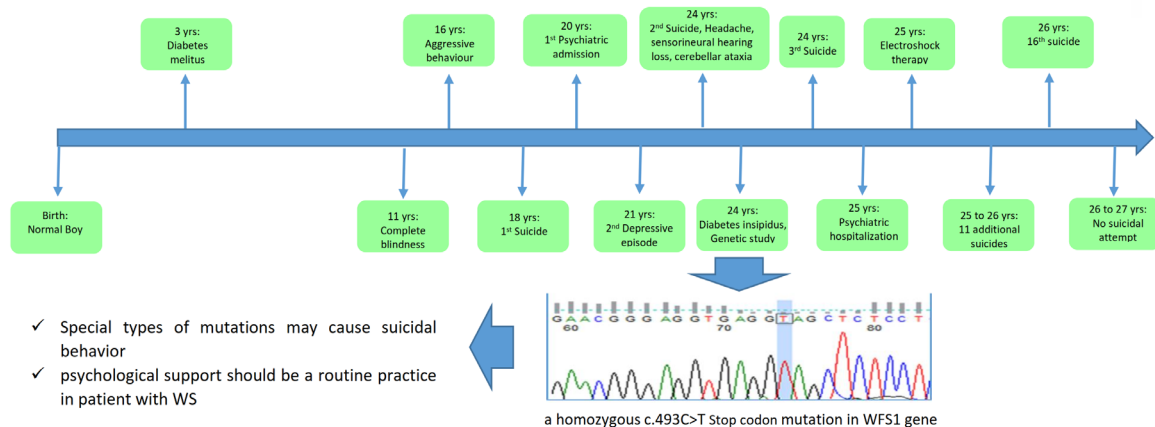 3 yrs:
Diabetes
melitus
16 yrs:
Aggressive
behaviour
20 yrs:
1st Psychiatric
admission
24 yrs:
2nd Suicide, Headache,
sensorineural hearing
loss, cerebellar ataxia
24 yrs:
3rd Suicide
25 yrs:
Electroshock
therapy
26 yrs:
16th suicide
Birth:
Normal Boy
11 yrs:
Complete
blindness
18 yrs:
1st Suicide
21 yrs:
2nd Depressive
episode
24 yrs:
Diabetes insipidus,
Genetic study
25 yrs:
Psychiatric
hospitalization
25 to 26 yrs:
11 additional
suicides
26 to 27 yrs:
No suicidal
attempt
✓ Special types of mutations may cause suicidal
behavior
✓ psychological support should be a routine practice
in patient with WS
GAACGGGAGGTGAGGTAGCTCTCCT
60 70 80
a homozygous c.493C>T Stop codon mutation in WFS1 gene